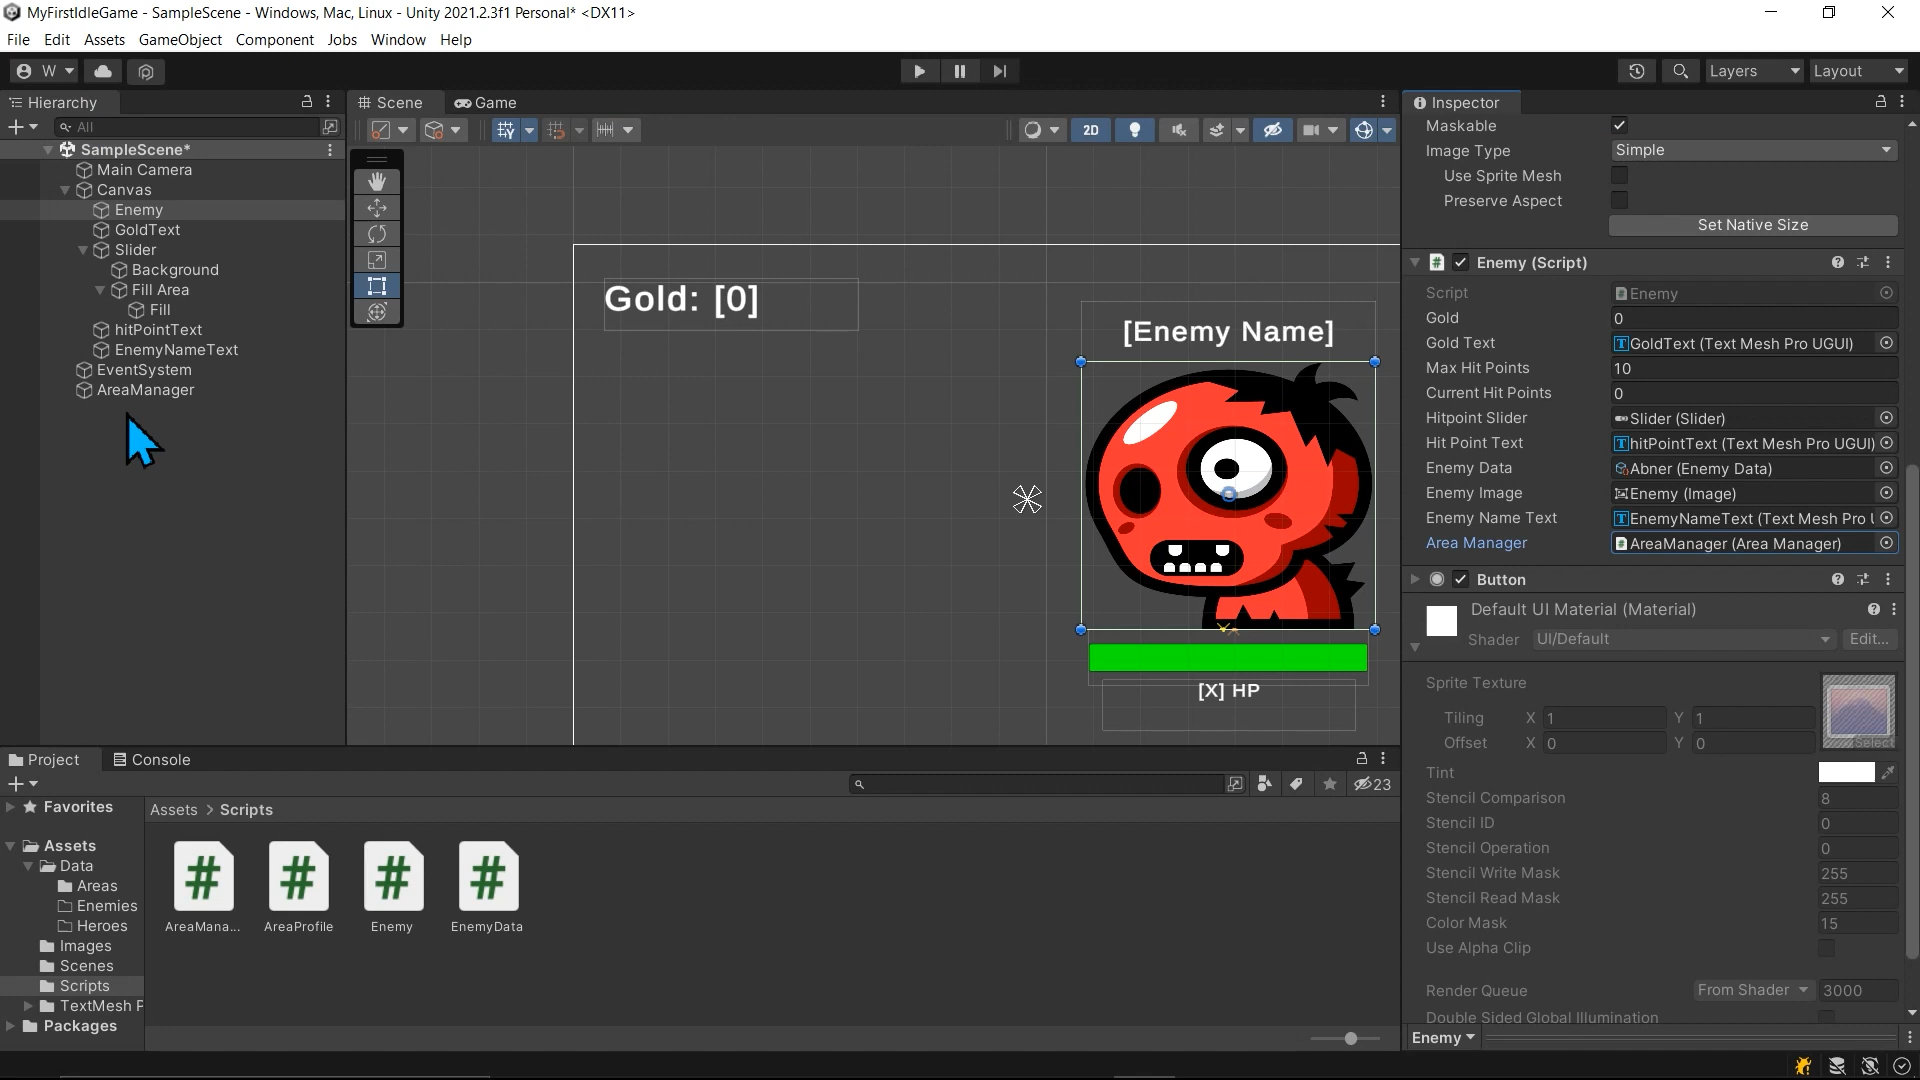 MyFirstIdleGame - SampleScene - Windows, Mac, Linux - Unity 2021.2.3f1 Personal* <DX11>
File Edit Assets GameObject Component Jobs Window Help
W
Layers
Layout
Hierarchy
All
SampleScene*
Main Camera
Canvas
Enemy
GoldText
Slider
Background
Fill Area
Fill
hitPointText
EnemyNameText
EventSystem
AreaManager
Scene
Game
2D
Gold: [0]
[Enemy Name]
[X] HP
Inspector
Maskable
Image Type Simple
Use Sprite Mesh
Preserve Aspect
Set Native Size
# Enemy (Script)
Script Enemy
Gold 0
Gold Text GoldText (Text Mesh Pro UGUI)
Max Hit Points 10
Current Hit Points 0
Hitpoint Slider Slider (Slider)
Hit Point Text hitPointText (Text Mesh Pro UGUI)
Enemy Data Abner (Enemy Data)
Enemy Image Enemy (Image)
Enemy Name Text EnemyNameText (Text Mesh Pro
Area Manager AreaManager (Area Manager)
Button
Default UI Material (Material)
Shader UI/Default Edit...
Sprite Texture
Tiling X 1 Y 1
Offset X 0 Y 0
Select
Tint
Stencil Comparison 8
Stencil ID 0
Stencil Operation 0
Stencil Write Mask 255
Stencil Read Mask 255
Color Mask 15
Use Alpha Clip
Render Queue From Shader 3000
Double Sided Global Illumination
Enemy
Project
Console
23
Favorites
Assets
Data
Areas
Enemies
Heroes
Images
Scenes
Scripts
TextMesh P
Packages
Assets > Scripts
# # # #
AreaMana... AreaProfile Enemy EnemyData